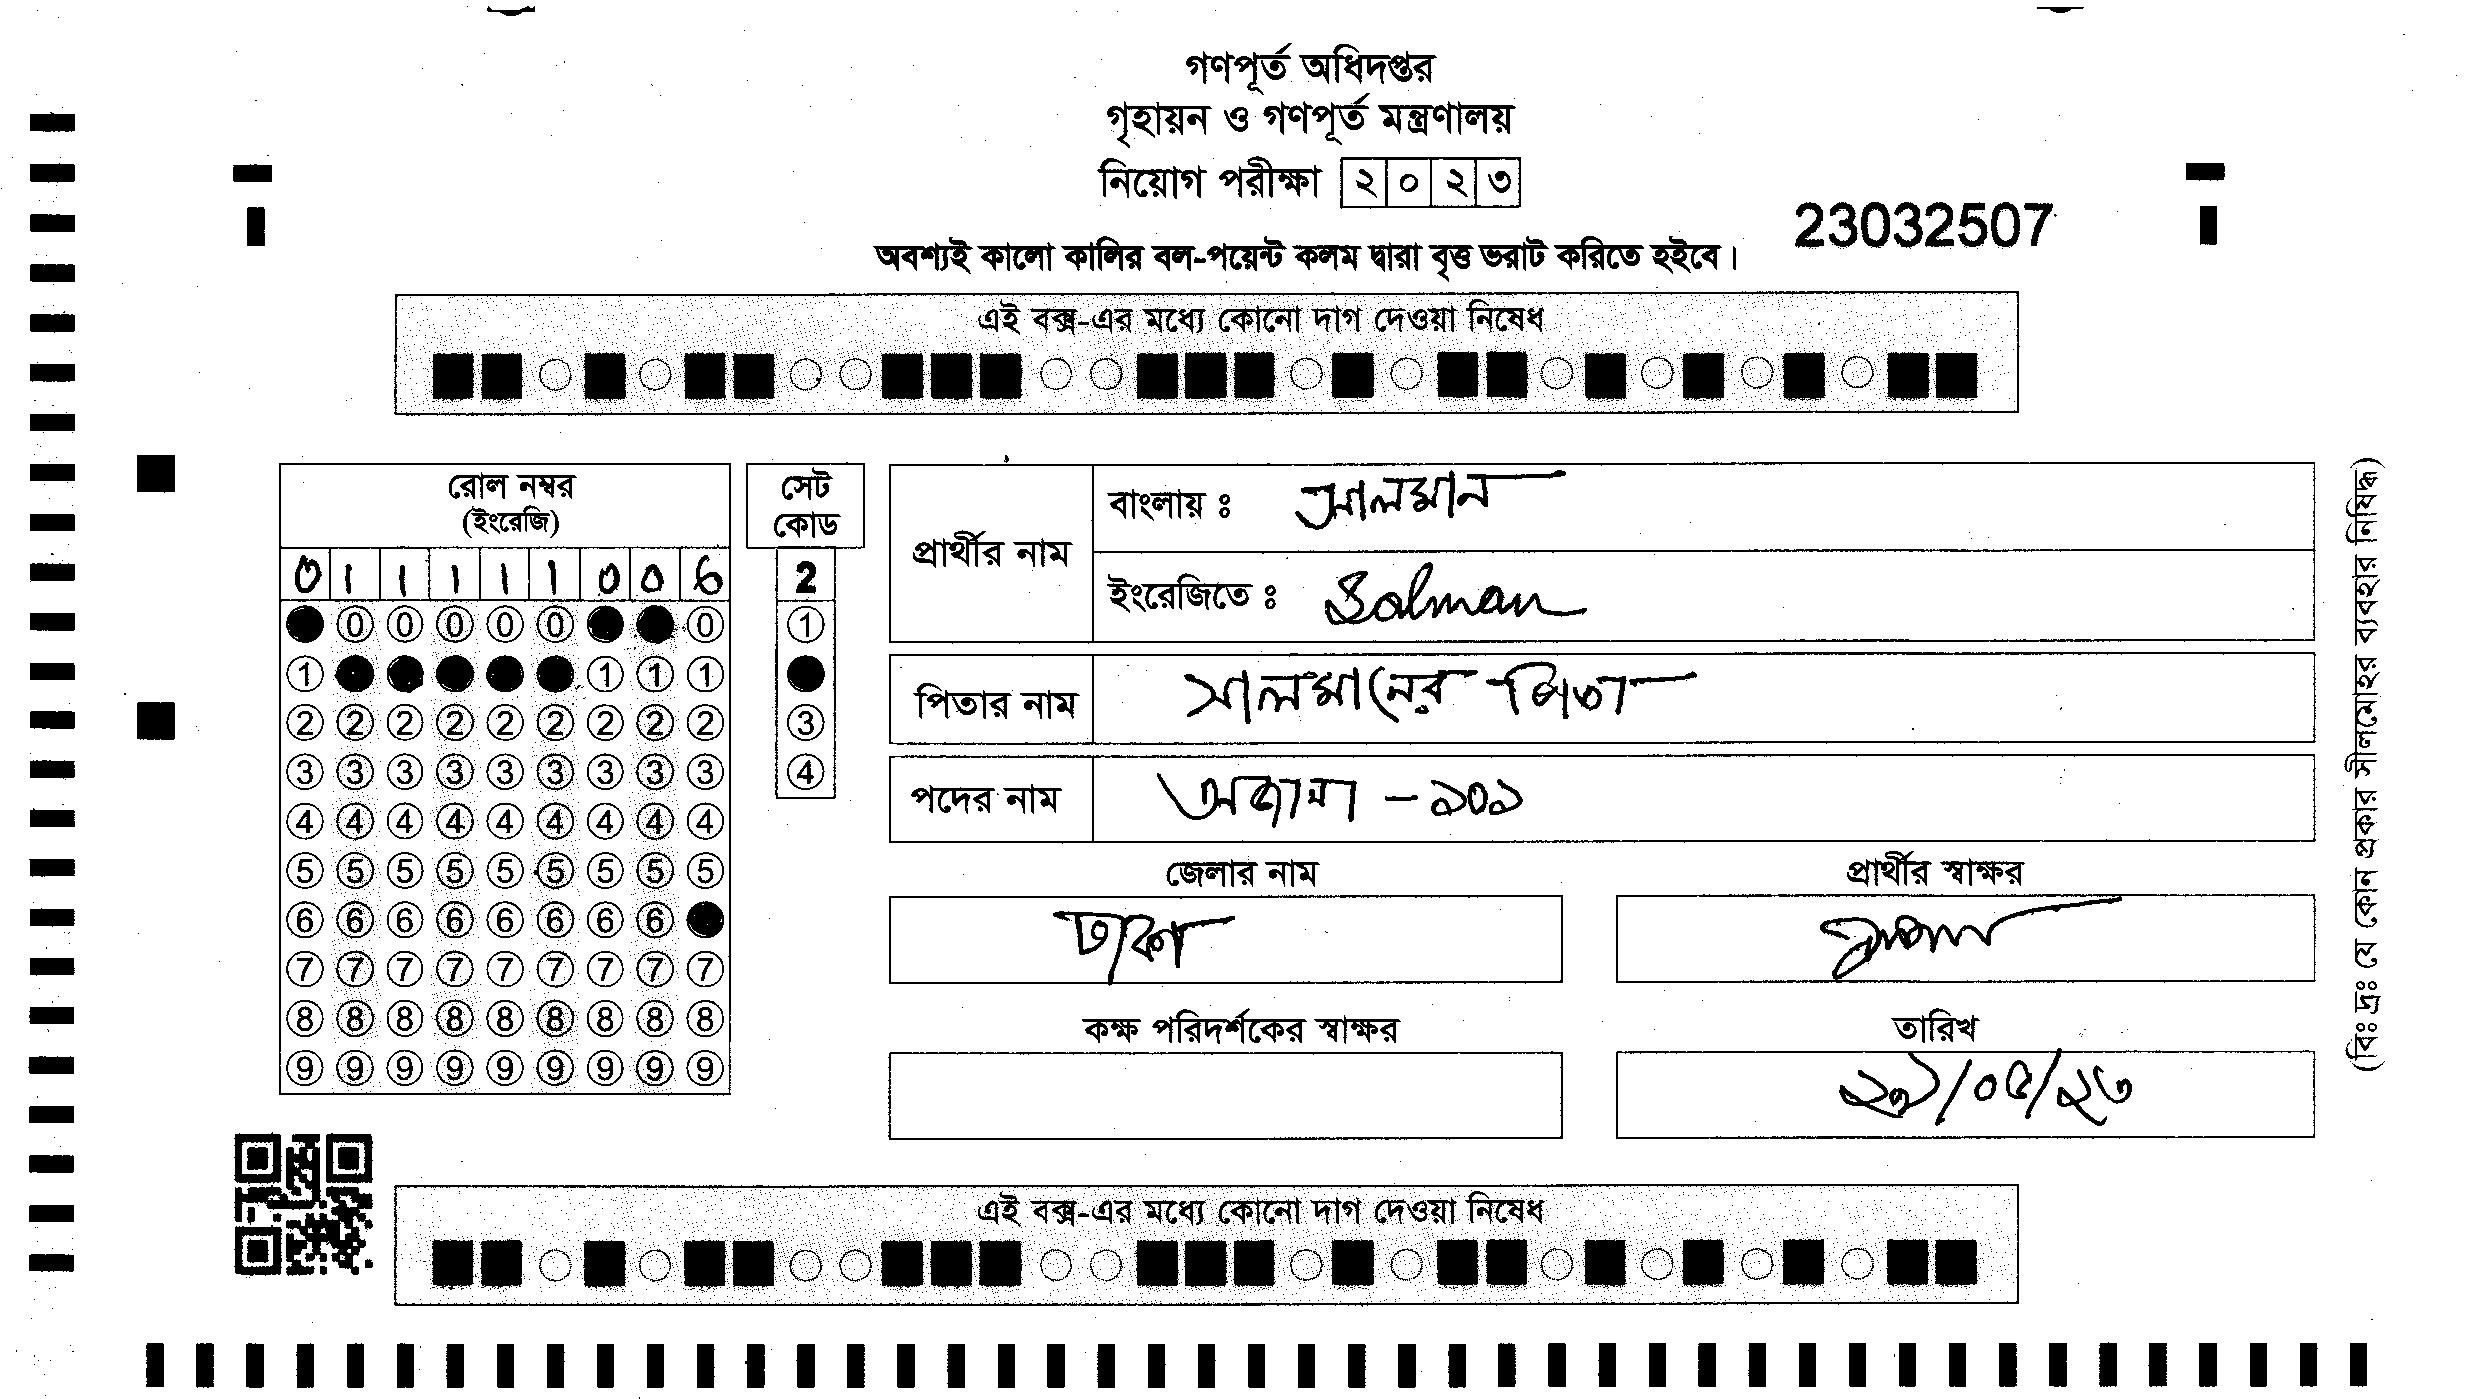 গণপূর্ত অধিদপ্তর
গৃহায়ন ও গণপূর্ত মন্ত্রণালয়
নিয়োগ পরীক্ষা ২০২৩
23032507
অবশ্যই কালো কালির বল-পয়েন্ট কলম দ্বারা বৃত্ত ভরাট করিতে হইবে।
এই বক্স-এর মধ্যে কোনো দাগ দেওয়া নিষেধ
রোল নম্বর
(ইংরেজি)
0 1 1 1 1 1 0 0 6
0 0 0 0 0 0
1 1 1 1
2 2 2 2 2 2 2 2 2
3 3 3 3 3 3 3 3 3
4 4 4 4 4 4 4 4 4
5 5 5 5 5 5 5 5 5
6 6 6 6 6 6 6 6
7 7 7 7 7 7 7 7 7
8 8 8 8 8 8 8 8 8
9 9 9 9 9 9 9 9 9
সেট
কোড
2
1
3
4
প্রার্থীর নাম
বাংলায় ঃ সালমান
ইংরেজিতে ঃ Salman
পিতার নাম সালমানের পিতা
পদের নাম অজানা - ১০১
জেলার নাম
ঢাকা
প্রার্থীর স্বাক্ষর
কক্ষ পরিদর্শকের স্বাক্ষর
তারিখ
/০৫/২৩
(বিঃ দ্রঃ যে কোন প্রকার সীলমোহর ব্যবহার নিষিদ্ধ)
এই বক্স-এর মধ্যে কোনো দাগ দেওয়া নিষেধ